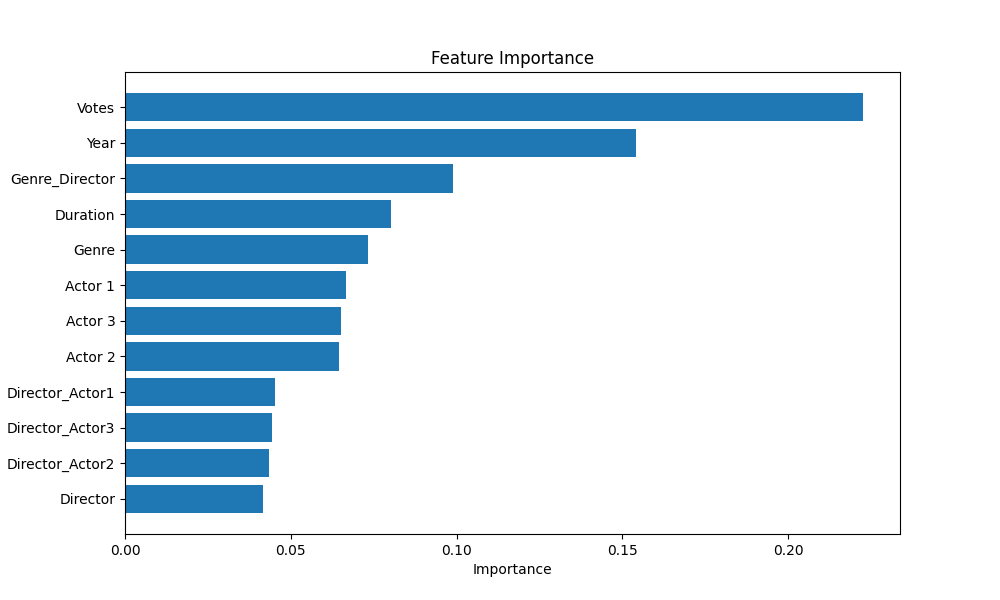 Feature Importance
Votes
Year
Genre_Director
Duration
Genre
Actor 1
Actor 3
Actor 2
Director_Actor1
Director_Actor3
Director_Actor2
Director
0.00 0.05 0.10 0.15 0.20
Importance